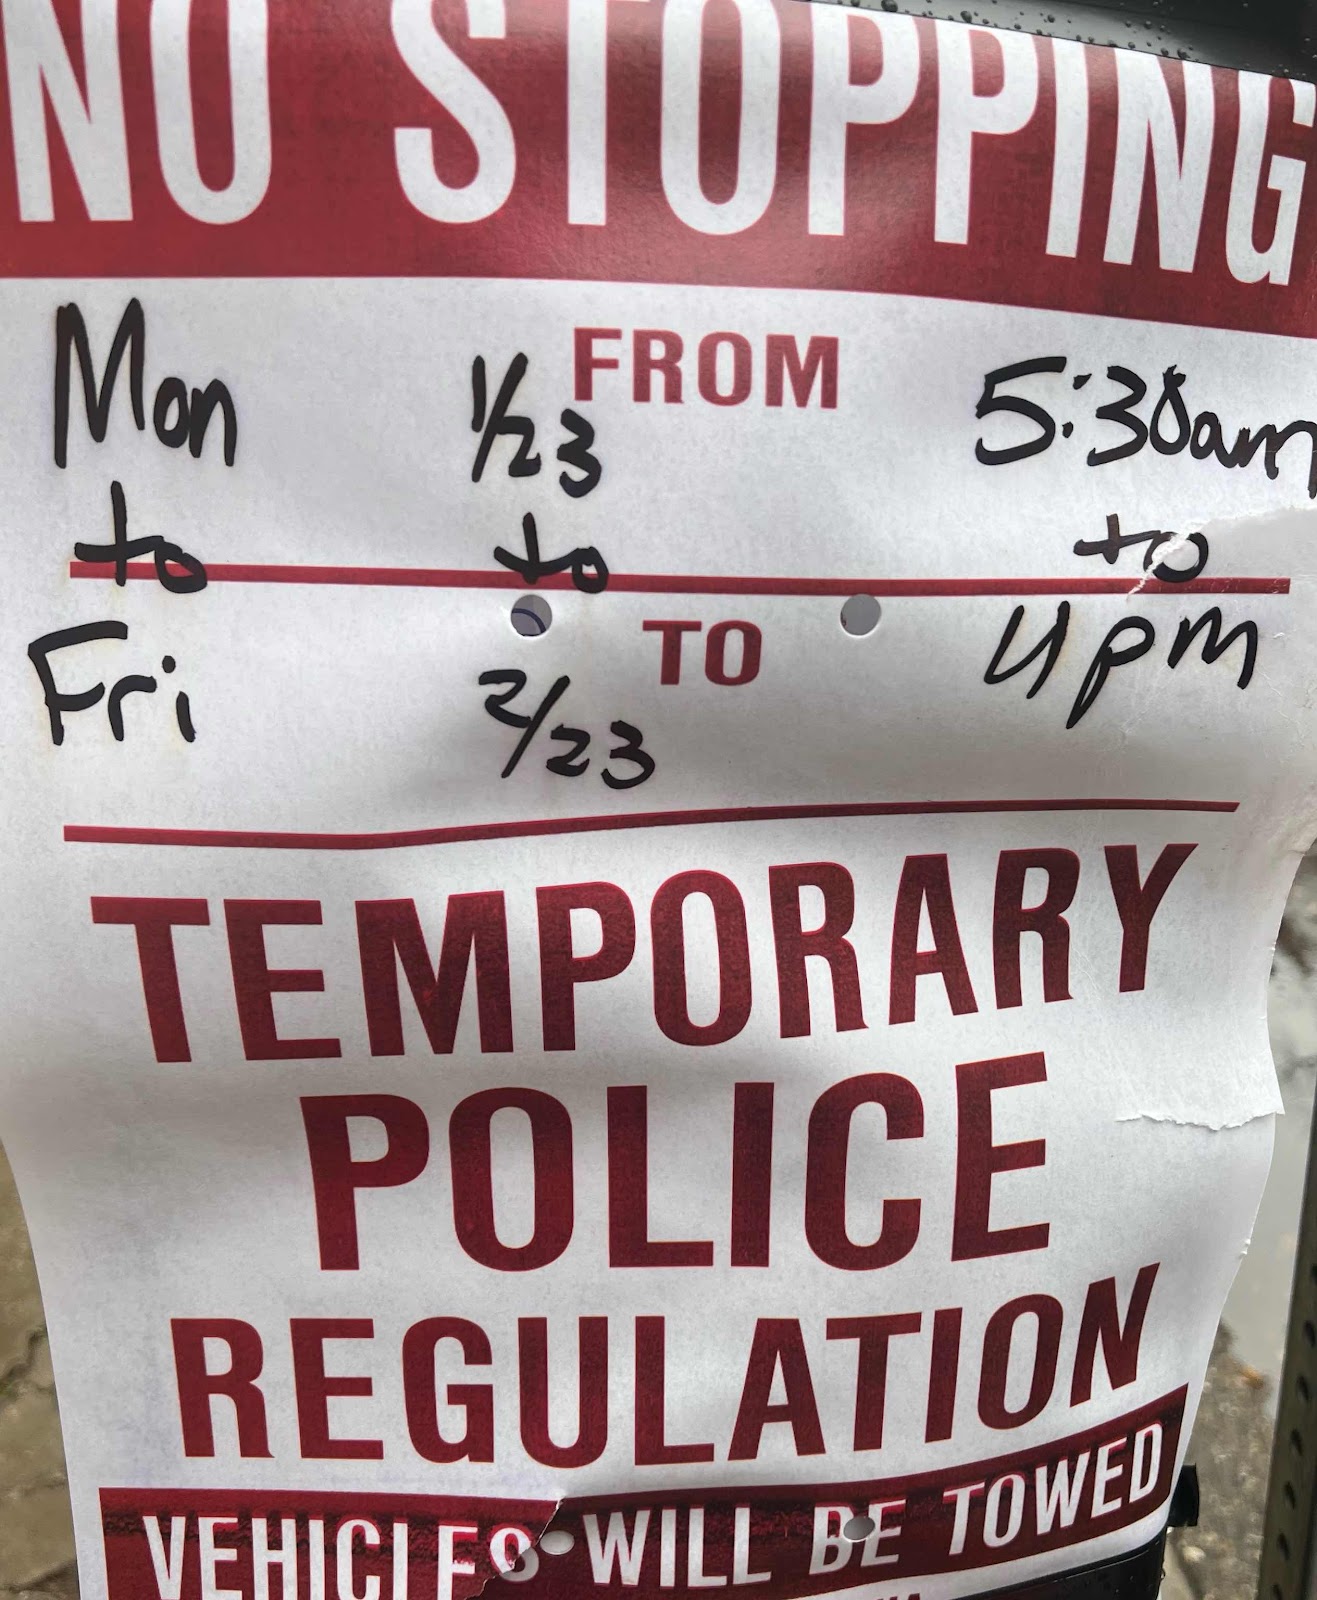 NO STOPPING
FROM
Mon 1/23 5:30am
to to to
TO
Fri 2/23 4pm
TEMPORARY
POLICE
REGULATION
VEHICLES WILL BE TOWED